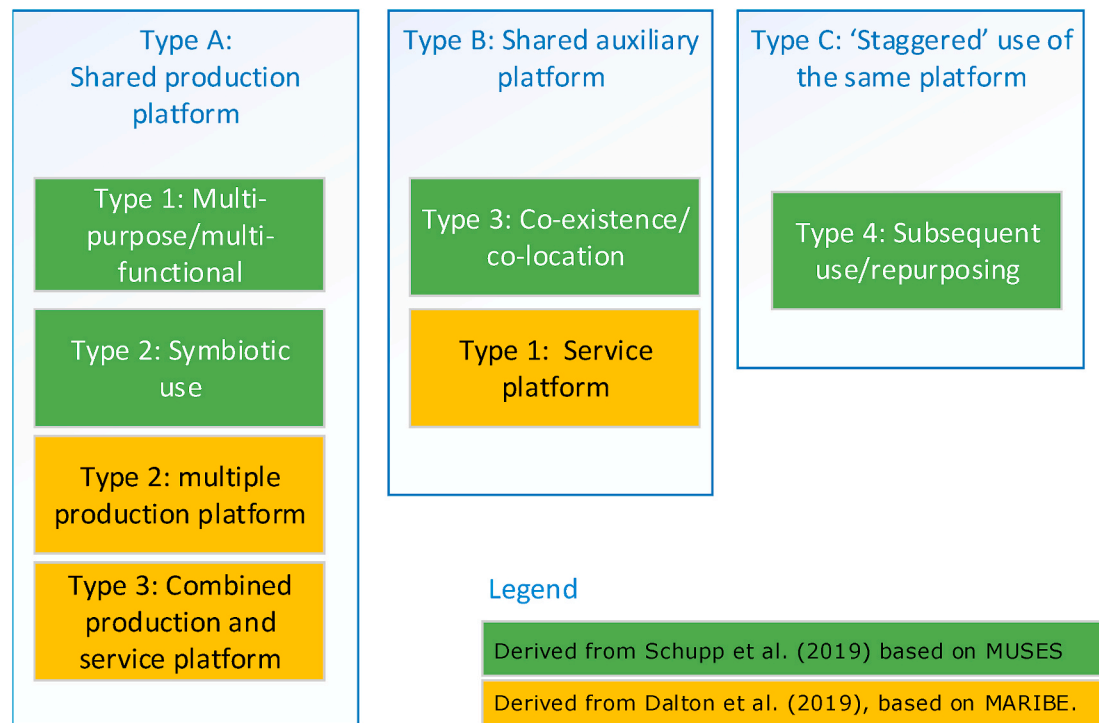 Type A:
Shared production
platform
Type 1: Multi-
purpose/multi-
functional
Type 2: Symbiotic
use
Type 2: multiple
production platform
Type 3: Combined
production and
service platform
Type B: Shared auxiliary
platform
Type 3: Co-existence/
co-location
Type 1:  Service
platform
Type C: ‘Staggered’ use of
the same platform
Type 4: Subsequent
use/repurposing
Legend
Derived from Schupp et al. (2019) based on MUSES
Derived from Dalton et al. (2019), based on MARIBE.